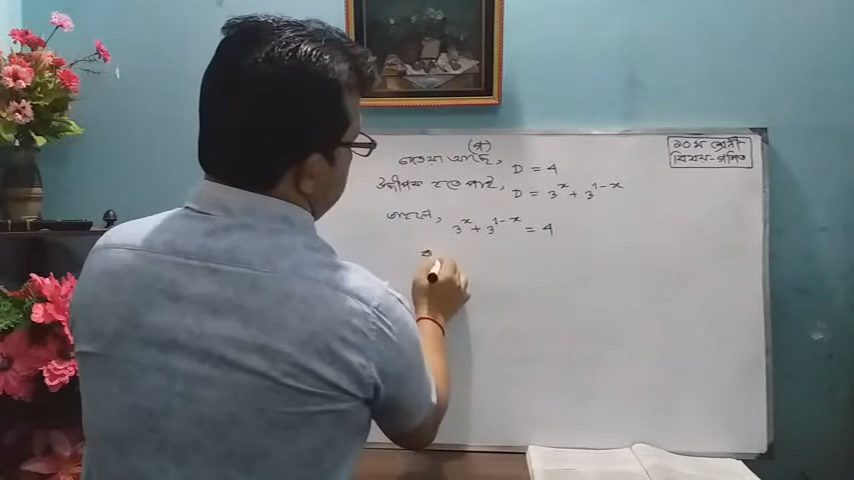 (গ)
দেওয়া আছে, D = 4
উদ্দীপক হতে পাই, D = 3^x + 3^{1-x}
তাহলে, 3^x + 3^{1-x} = 4
১০ম শ্রেণী
বিষয়-গণিত